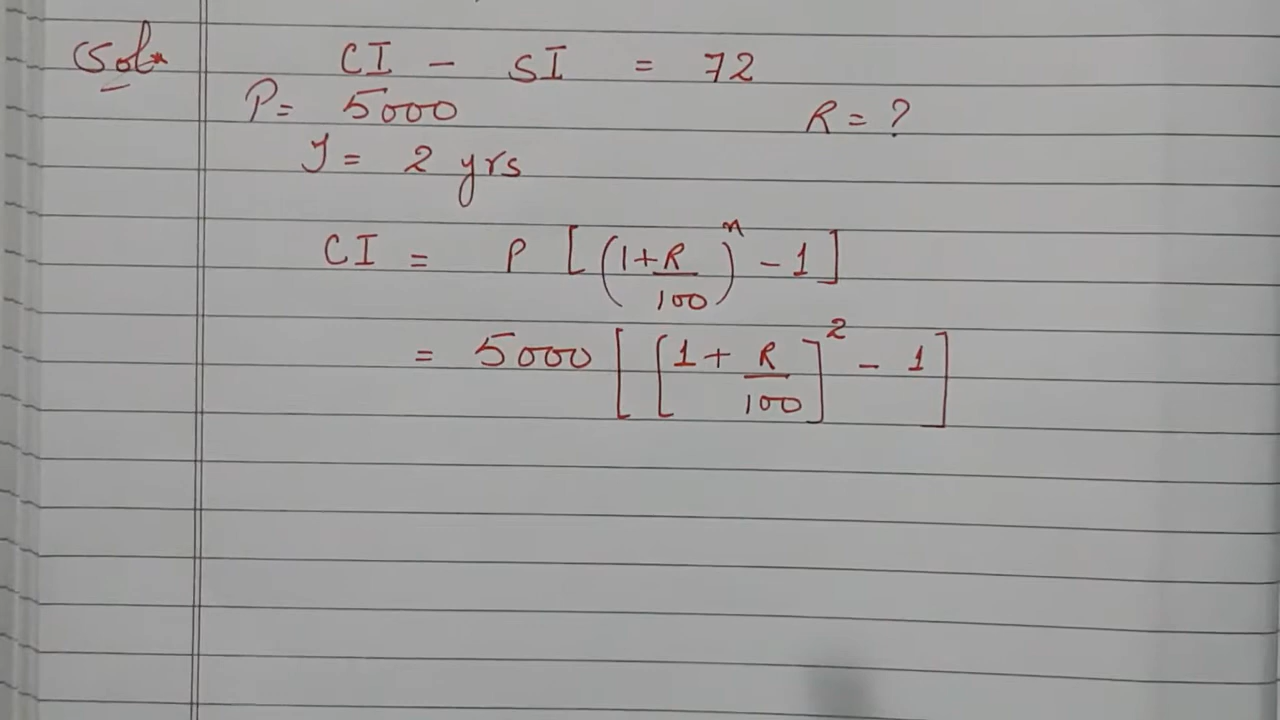 Sol.
CI - SI = 72
P= 5000 R = ?
T = 2 yrs
CI = P [(1+R/100)^n - 1]
= 5000 [[1 + R/100]^2 - 1]